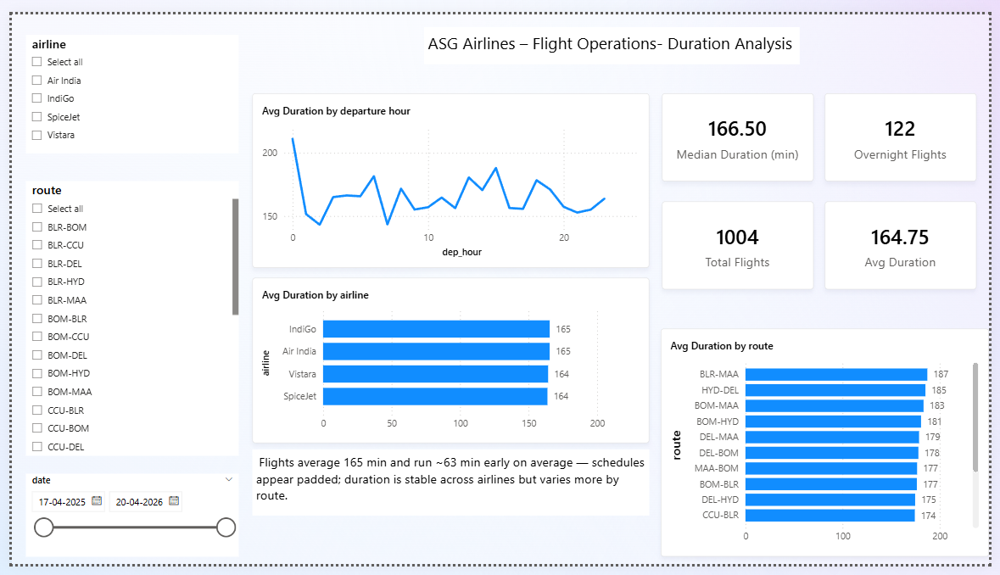 ASG Airlines – Flight Operations- Duration Analysis
airline
Select all
Air India
IndiGo
SpiceJet
Vistara
route
Select all
BLR-BOM
BLR-CCU
BLR-DEL
BLR-HYD
BLR-MAA
BOM-BLR
BOM-CCU
BOM-DEL
BOM-HYD
BOM-MAA
CCU-BLR
CCU-BOM
CCU-DEL
date
17-04-2025 20-04-2026
Avg Duration by departure hour
200
150
0 10 20
dep_hour
Avg Duration by airline
airline
IndiGo 165
Air India 165
Vistara 164
SpiceJet 164
0 50 100 150 200
Flights average 165 min and run ~63 min early on average — schedules
appear padded; duration is stable across airlines but varies more by
route.
166.50
Median Duration (min)
122
Overnight Flights
1004
Total Flights
164.75
Avg Duration
Avg Duration by route
route
BLR-MAA 187
HYD-DEL 185
BOM-MAA 183
BOM-HYD 181
DEL-MAA 179
DEL-BOM 178
MAA-BOM 177
BOM-BLR 177
DEL-HYD 175
CCU-BLR 174
0 100 200